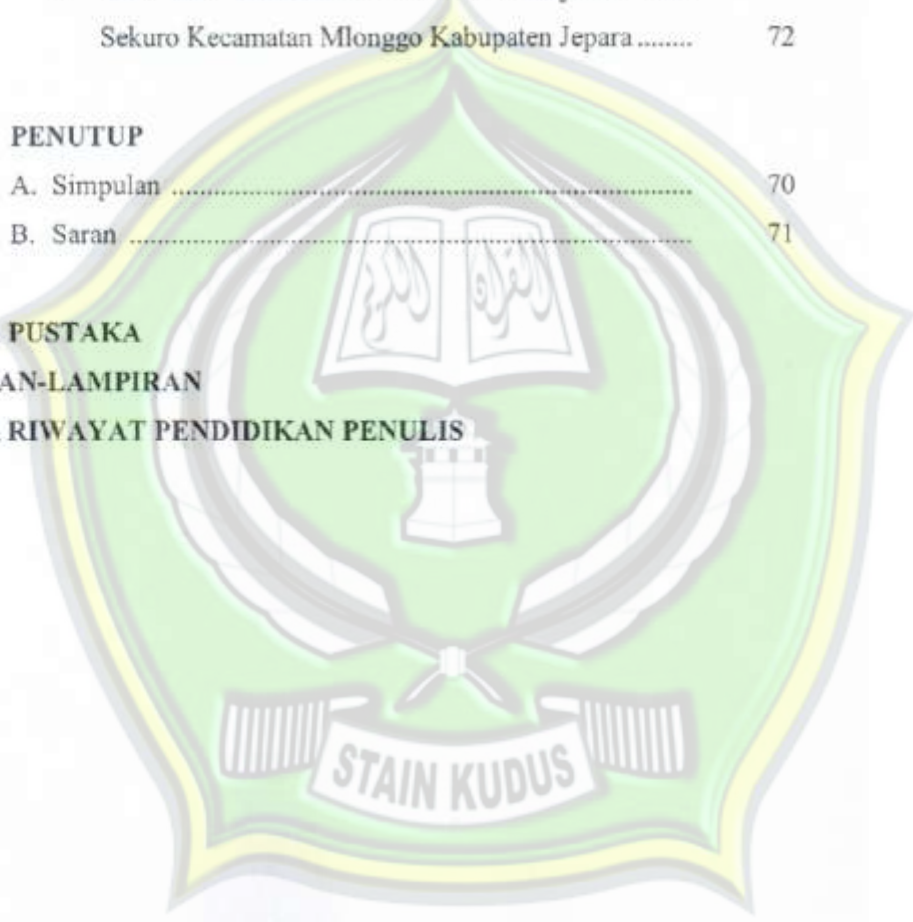 Sekuro Kecamatan Mlonggo Kabupaten Jepara ........ 72
PENUTUP
A. Simpulan .................................................................. 70
B. Saran ........................................................................ 71
PUSTAKA
AN-LAMPIRAN
RIWAYAT PENDIDIKAN PENULIS
STAIN KUDUS